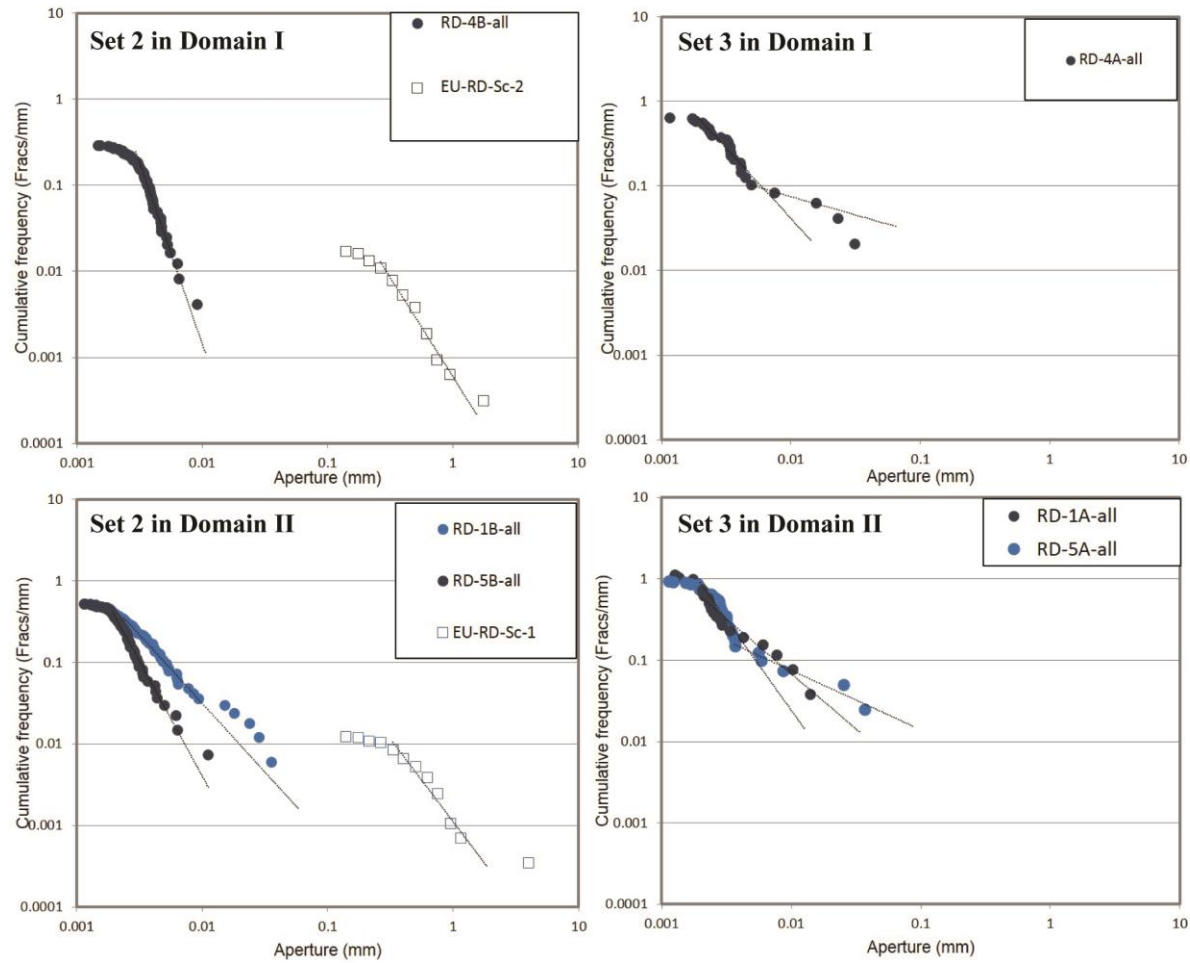 Set 2 in Domain I
RD-4B-all
EU-RD-Sc-2
Cumulative frequency (Fracs/mm)
10
1
0.1
0.01
0.001
0.0001
0.001
0.01
0.1
1
10
Aperture (mm)
Set 3 in Domain I
RD-4A-all
Cumulative frequency (Fracs/mm)
10
1
0.1
0.01
0.001
0.0001
0.001
0.01
0.1
1
10
Aperture (mm)
Set 2 in Domain II
RD-1B-all
RD-5B-all
EU-RD-Sc-1
Cumulative frequency (Fracs/mm)
10
1
0.1
0.01
0.001
0.0001
0.001
0.01
0.1
1
10
Aperture (mm)
Set 3 in Domain II
RD-1A-all
RD-5A-all
Cumulative frequency (Fracs/mm)
10
1
0.1
0.01
0.001
0.0001
0.001
0.01
0.1
1
10
Aperture (mm)